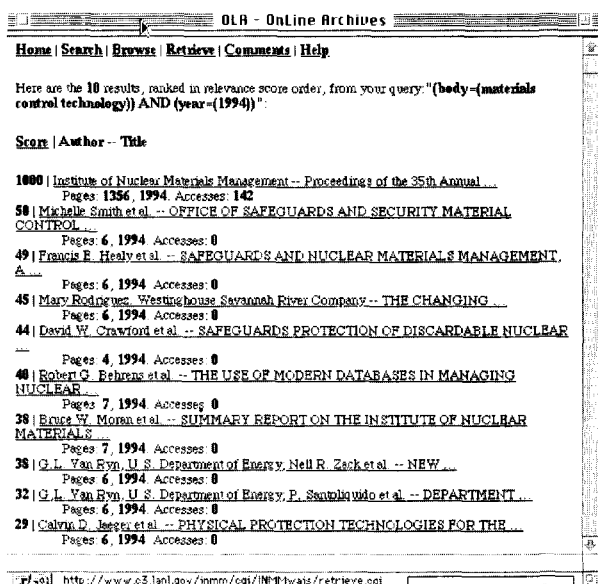 OLA - OnLine Archives
Home | Search | Browse | Retrieve | Comments | Help
Here are the 10 results, ranked in relevance score order, from your query: "(body=(materials
control technology)) AND (year=(1994))":
Score | Author -- Title
1000 | Institute of Nuclear Materials Management -- Proceedings of the 35th Annual ...
Pages: 1356, 1994. Accesses: 142
50 | Michelle Smith et al. -- OFFICE OF SAFEGUARDS AND SECURITY MATERIAL
CONTROL ...
Pages: 6, 1994. Accesses: 0
49 | Francis E. Healy et al. -- SAFEGUARDS AND NUCLEAR MATERIALS MANAGEMENT,
A ...
Pages: 6, 1994. Accesses: 0
45 | Mary Rodriguez, Westinghouse Savannah River Company -- THE CHANGING ...
Pages: 6, 1994. Accesses: 0
44 | David W. Crawford et al. -- SAFEGUARDS PROTECTION OF DISCARDABLE NUCLEAR
...
Pages: 4, 1994. Accesses: 0
40 | Robert G. Behrens et al. -- THE USE OF MODERN DATABASES IN MANAGING
NUCLEAR ...
Pages: 7, 1994. Accesses: 0
38 | Bruce W. Moran et al. -- SUMMARY REPORT ON THE INSTITUTE OF NUCLEAR
MATERIALS ...
Pages: 7, 1994. Accesses: 0
38 | G.L. Van Ryn, U.S. Department of Energy, Nell R. Zack et al. -- NEW ...
Pages: 6, 1994. Accesses: 0
32 | G.L. Van Ryn, U.S. Department of Energy, P. Santoliquido et al. -- DEPARTMENT ...
Pages: 6, 1994. Accesses: 0
29 | Calvin D. Jaeger et al. -- PHYSICAL PROTECTION TECHNOLOGIES FOR THE ...
Pages: 6, 1994. Accesses: 0
http://www.c3.lanl.gov/inmm/cgi/INMMwais/retrieve.cgi